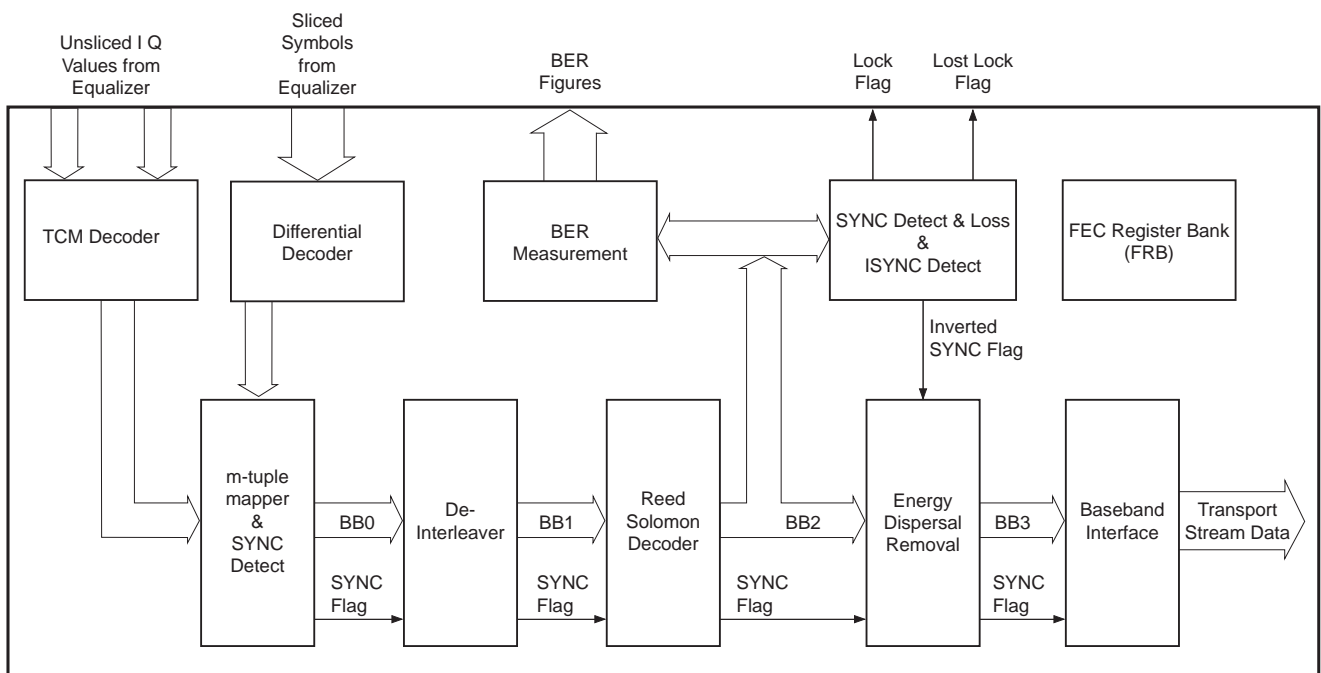 Unsliced I Q
Values from
Equalizer
Sliced
Symbols
from
Equalizer
BER
Figures
Lock
Flag
Lost Lock
Flag
TCM Decoder
Differential
Decoder
BER
Measurement
SYNC Detect & Loss
&
ISYNC Detect
FEC Register Bank
(FRB)
Inverted
SYNC Flag
m-tuple
mapper
&
SYNC
Detect
BB0
De-
Interleaver
BB1
Reed
Solomon
Decoder
BB2
Energy
Dispersal
Removal
BB3
Baseband
Interface
Transport
Stream Data
SYNC
Flag
SYNC
Flag
SYNC
Flag
SYNC
Flag